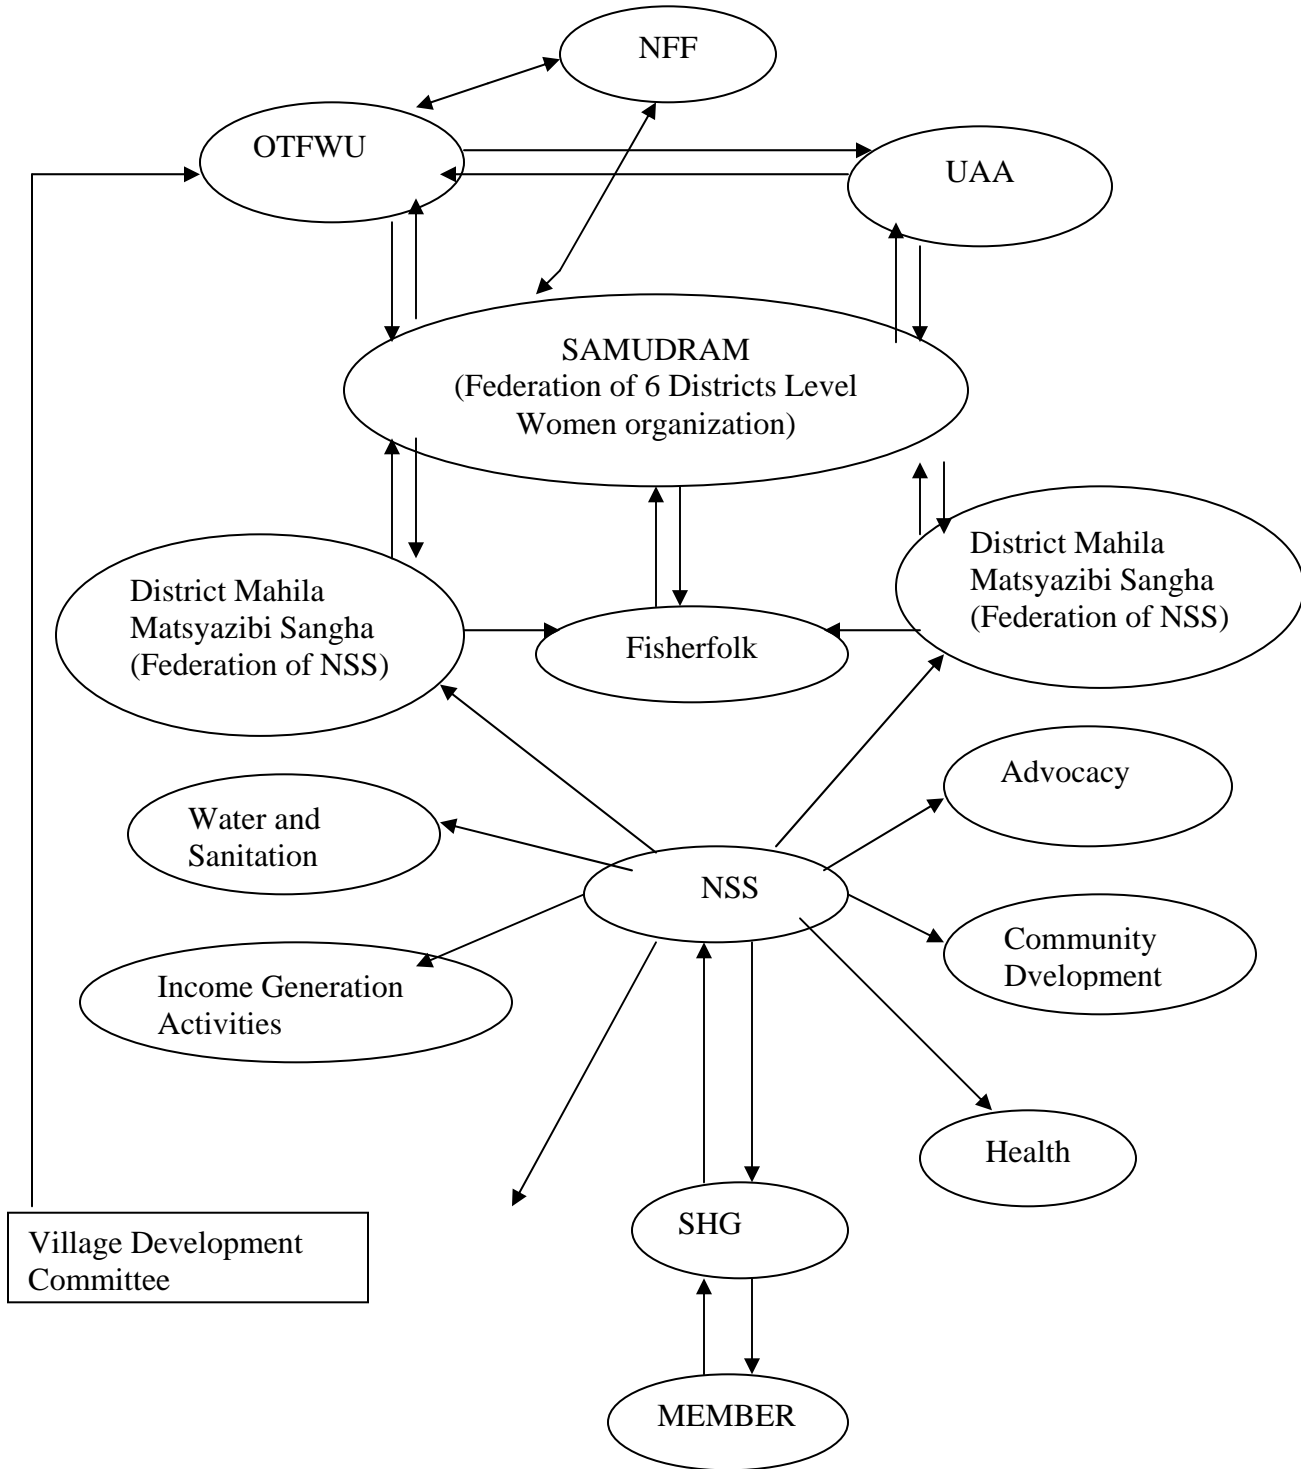 NFF
OTFWU
UAA
SAMUDRAM
(Federation of 6 Districts Level
Women organization)
District Mahila
Matsyazibi Sangha
(Federation of NSS)
Fisherfolk
District Mahila
Matsyazibi Sangha
(Federation of NSS)
Advocacy
Water and
Sanitation
NSS
Community
Dvelopment
Income Generation
Activities
Health
SHG
Village Development
Committee
MEMBER